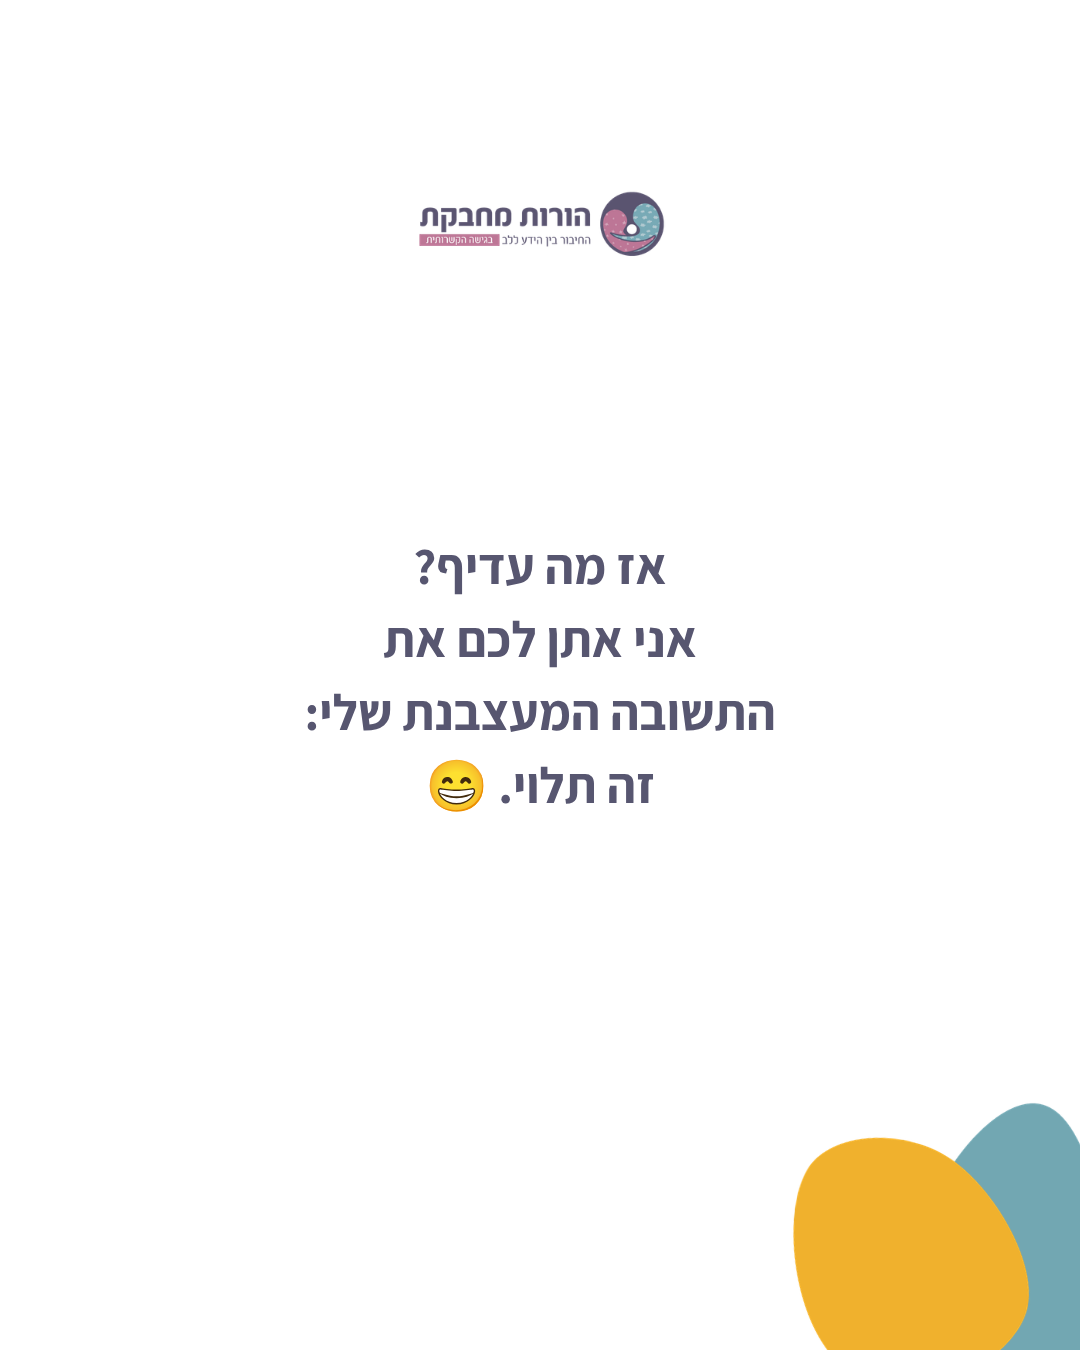 הורות מחבקת
החיבור בין הידע ללב בגישה הקשרותית
אז מה עדיף?
אני אתן לכם את
התשובה המעצבנת שלי:
זה תלוי. 😁